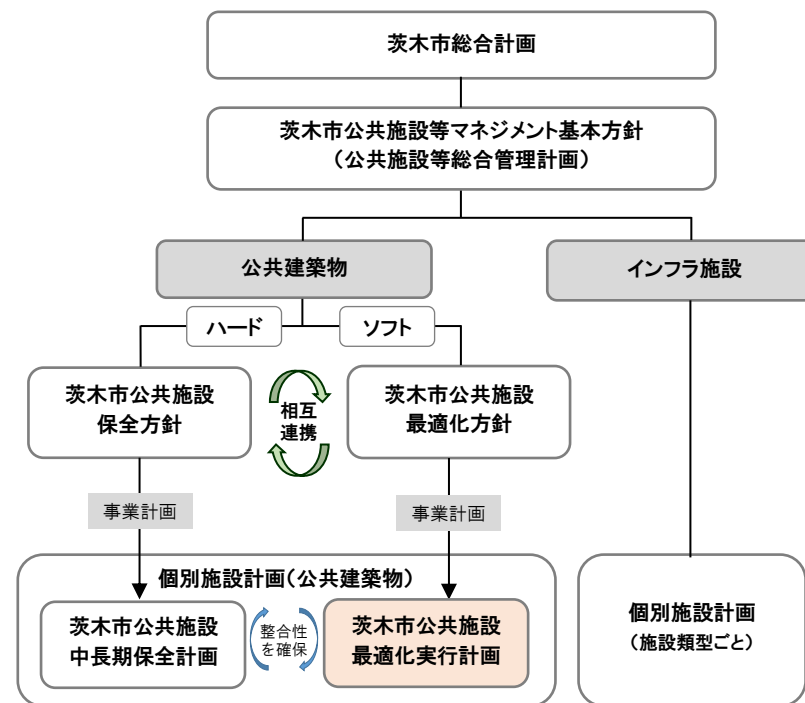 茨木市総合計画
茨木市公共施設等マネジメント基本方針
（公共施設等総合管理計画）
公共建築物
インフラ施設
ハード
ソフト
茨木市公共施設
保全方針
相互
連携
茨木市公共施設
最適化方針
事業計画
事業計画
個別施設計画（公共建築物）
茨木市公共施設
中長期保全計画
整合性
を確保
茨木市公共施設
最適化実行計画
個別施設計画
（施設類型ごと）